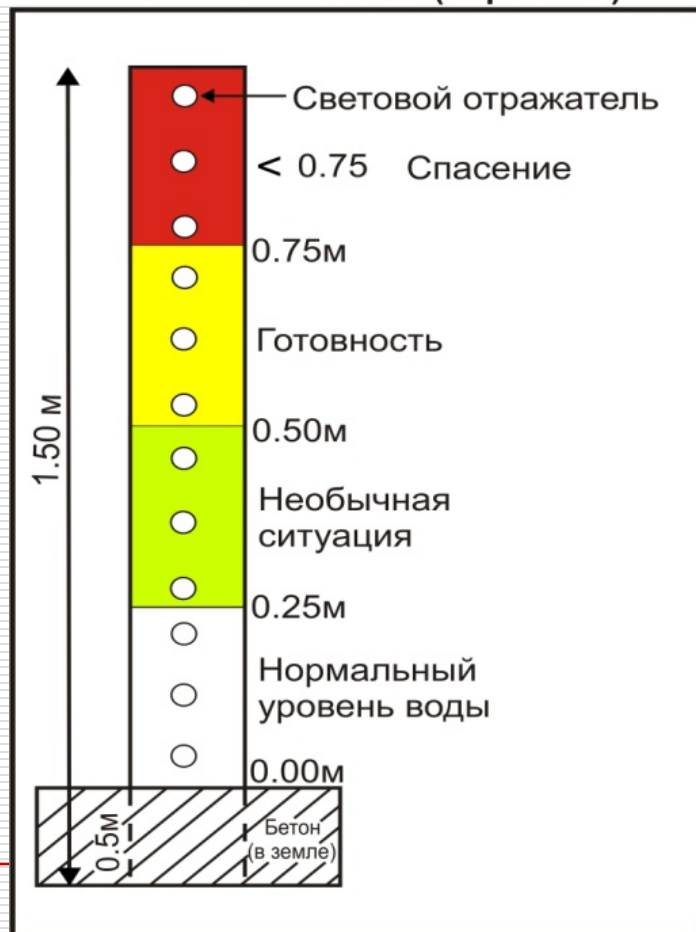 Световой отражатель
< 0.75 Спасение
0.75м
Готовность
0.50м
1.50 м
Необычная
ситуация
0.25м
Нормальный
уровень воды
0.00м
0.5м
Бетон
(в земле)